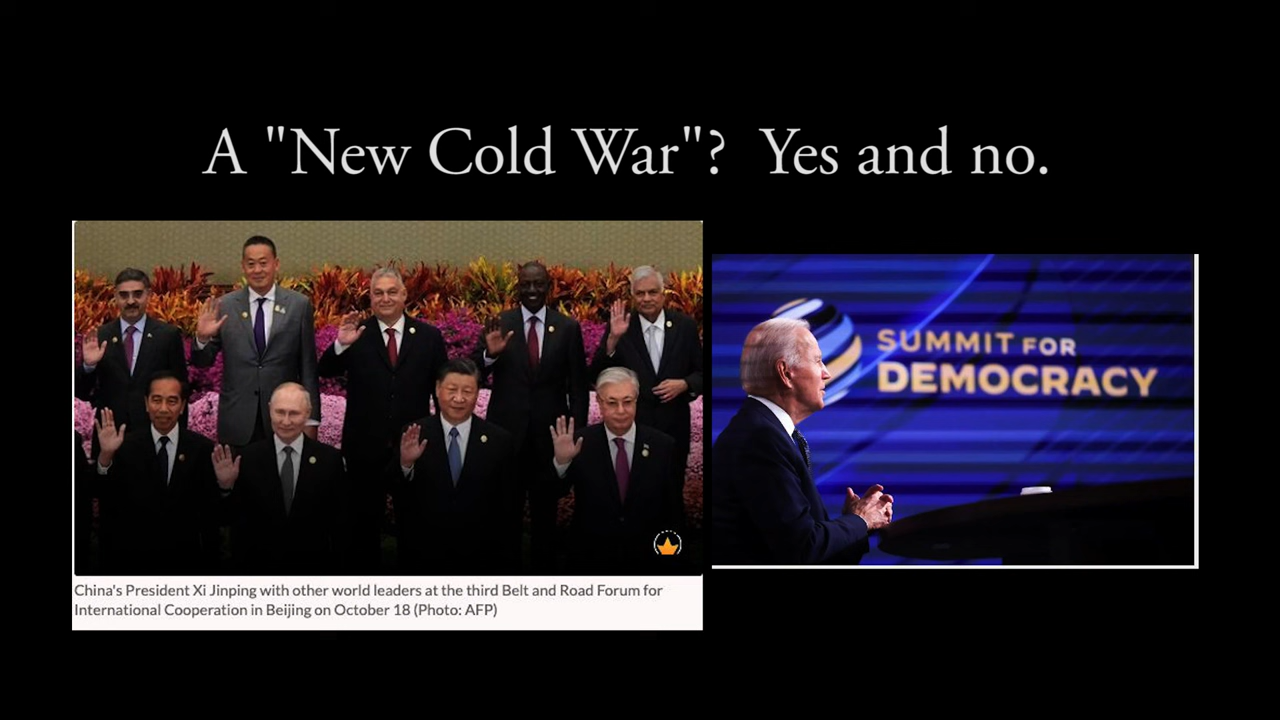 A "New Cold War"? Yes and no.
SUMMIT FOR
DEMOCRACY
China's President Xi Jinping with other world leaders at the third Belt and Road Forum for
International Cooperation in Beijing on October 18 (Photo: AFP)